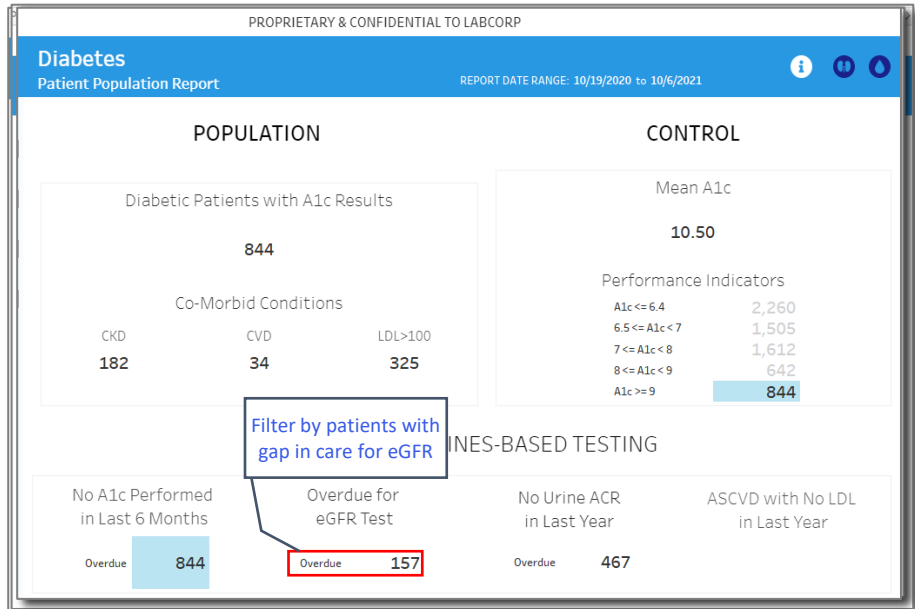 PROPRIETARY & CONFIDENTIAL TO LABCORP
Diabetes
Patient Population Report
REPORT DATE RANGE: 10/19/2020 to 10/6/2021
POPULATION
Diabetic Patients with A1c Results
844
Co-Morbid Conditions
CKD CVD LDL>100
182 34 325
CONTROL
Mean A1c
10.50
Performance Indicators
A1c <= 6.4 2,260
6.5 <= A1c < 7 1,505
7 <= A1c < 8 1,612
8 <= A1c < 9 642
A1c >= 9 844
Filter by patients with
gap in care for eGFR
INES-BASED TESTING
No A1c Performed
in Last 6 Months
Overdue 844
Overdue for
eGFR Test
Overdue 157
No Urine ACR
in Last Year
Overdue 467
ASCVD with No LDL
in Last Year